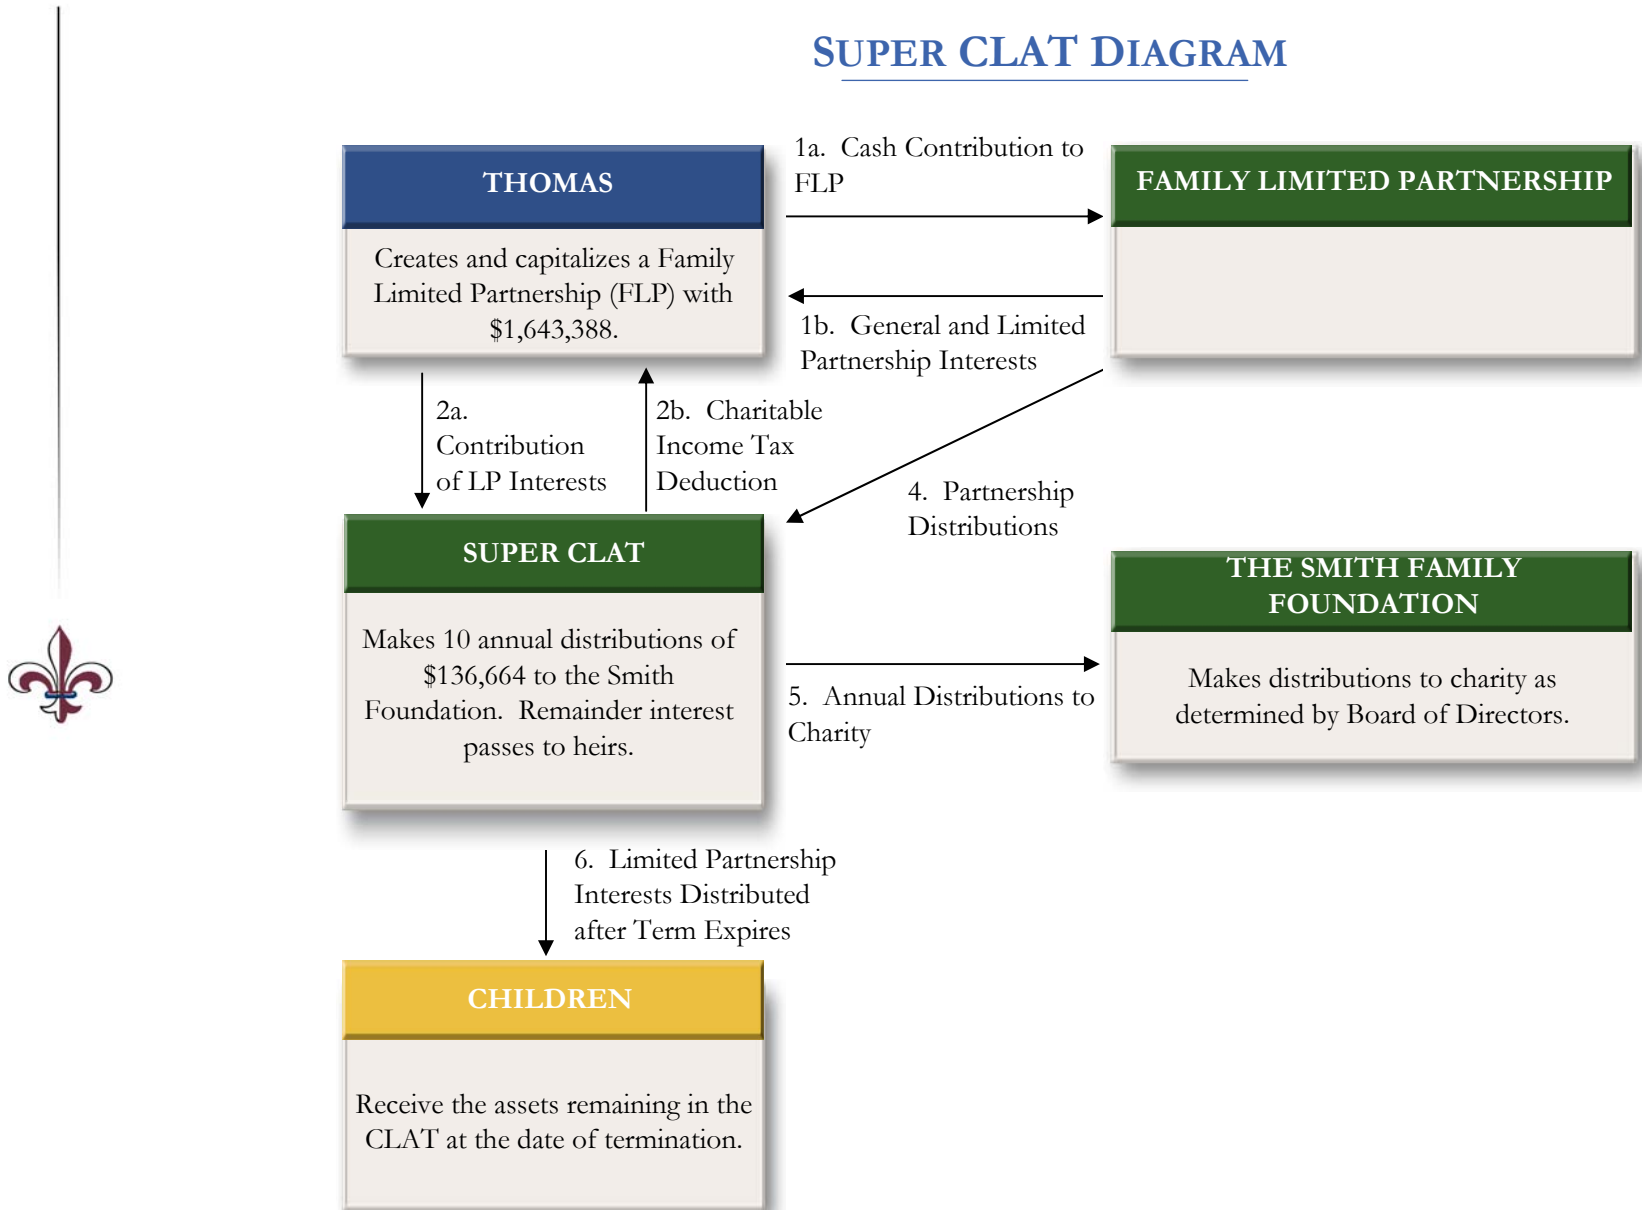 SUPER CLAT DIAGRAM
THOMAS
Creates and capitalizes a Family
Limited Partnership (FLP) with
$1,643,388.
1a. Cash Contribution to
FLP
FAMILY LIMITED PARTNERSHIP
1b. General and Limited
Partnership Interests
2a.
Contribution
of LP Interests
2b. Charitable
Income Tax
Deduction
4. Partnership
Distributions
SUPER CLAT
Makes 10 annual distributions of
$136,664 to the Smith
Foundation. Remainder interest
passes to heirs.
5. Annual Distributions to
Charity
THE SMITH FAMILY
FOUNDATION
Makes distributions to charity as
determined by Board of Directors.
6. Limited Partnership
Interests Distributed
after Term Expires
CHILDREN
Receive the assets remaining in the
CLAT at the date of termination.